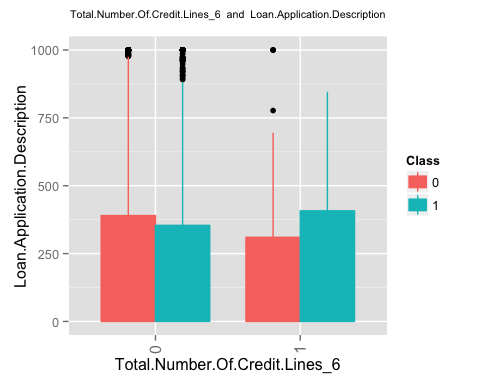 Total.Number.Of.Credit.Lines_6 and Loan.Application.Description
1000
750
500
250
0
Loan.Application.Description
0
1
Total.Number.Of.Credit.Lines_6
Class
0
1